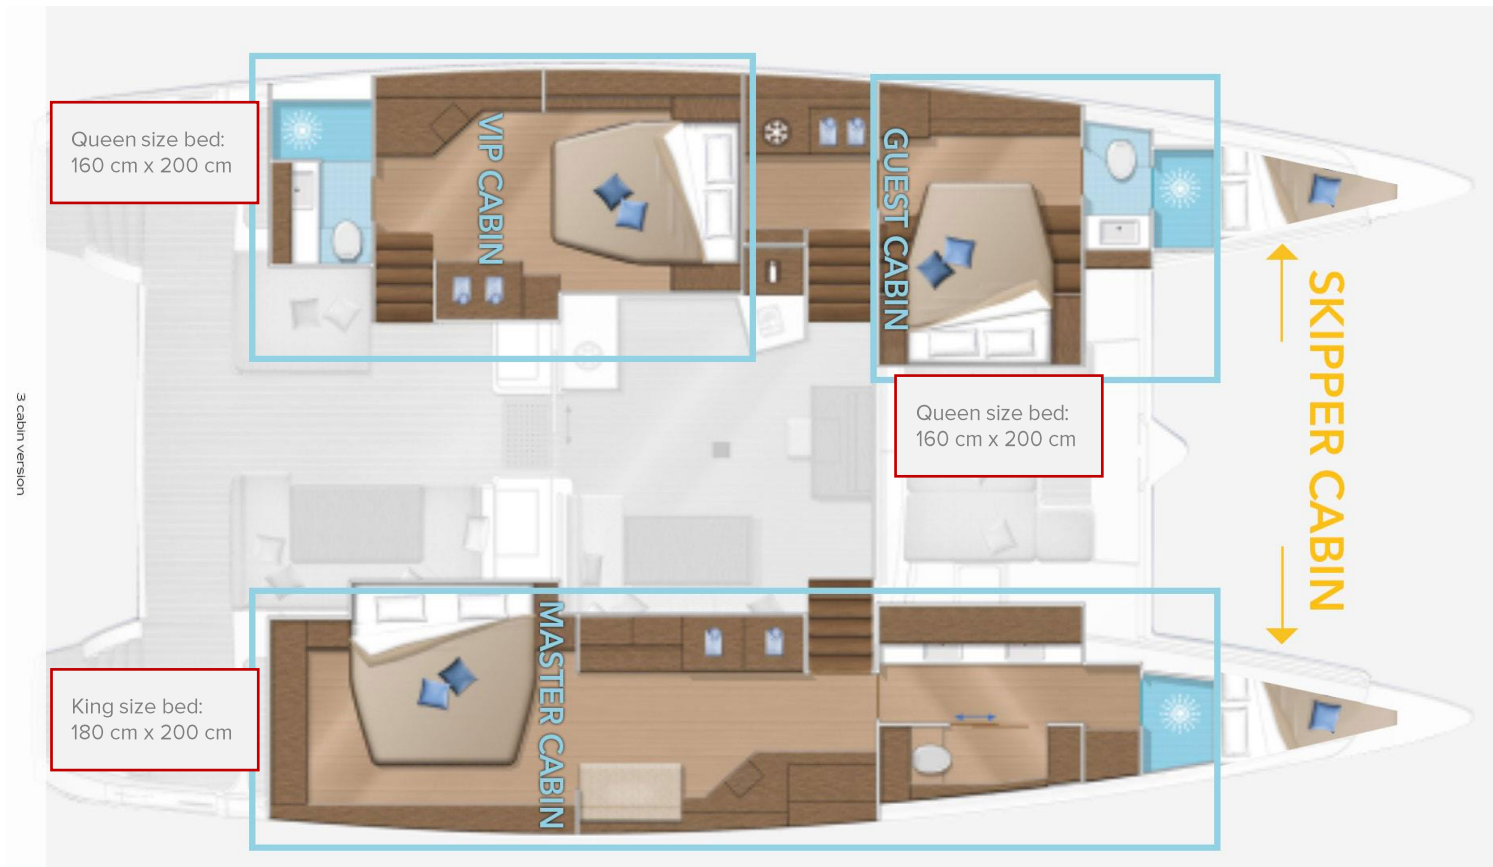 Queen size bed:
160 cm x 200 cm
VIP CABIN
GUEST CABIN
Queen size bed:
160 cm x 200 cm
SKIPPER CABIN
3 cabin version
MASTER CABIN
King size bed:
180 cm x 200 cm